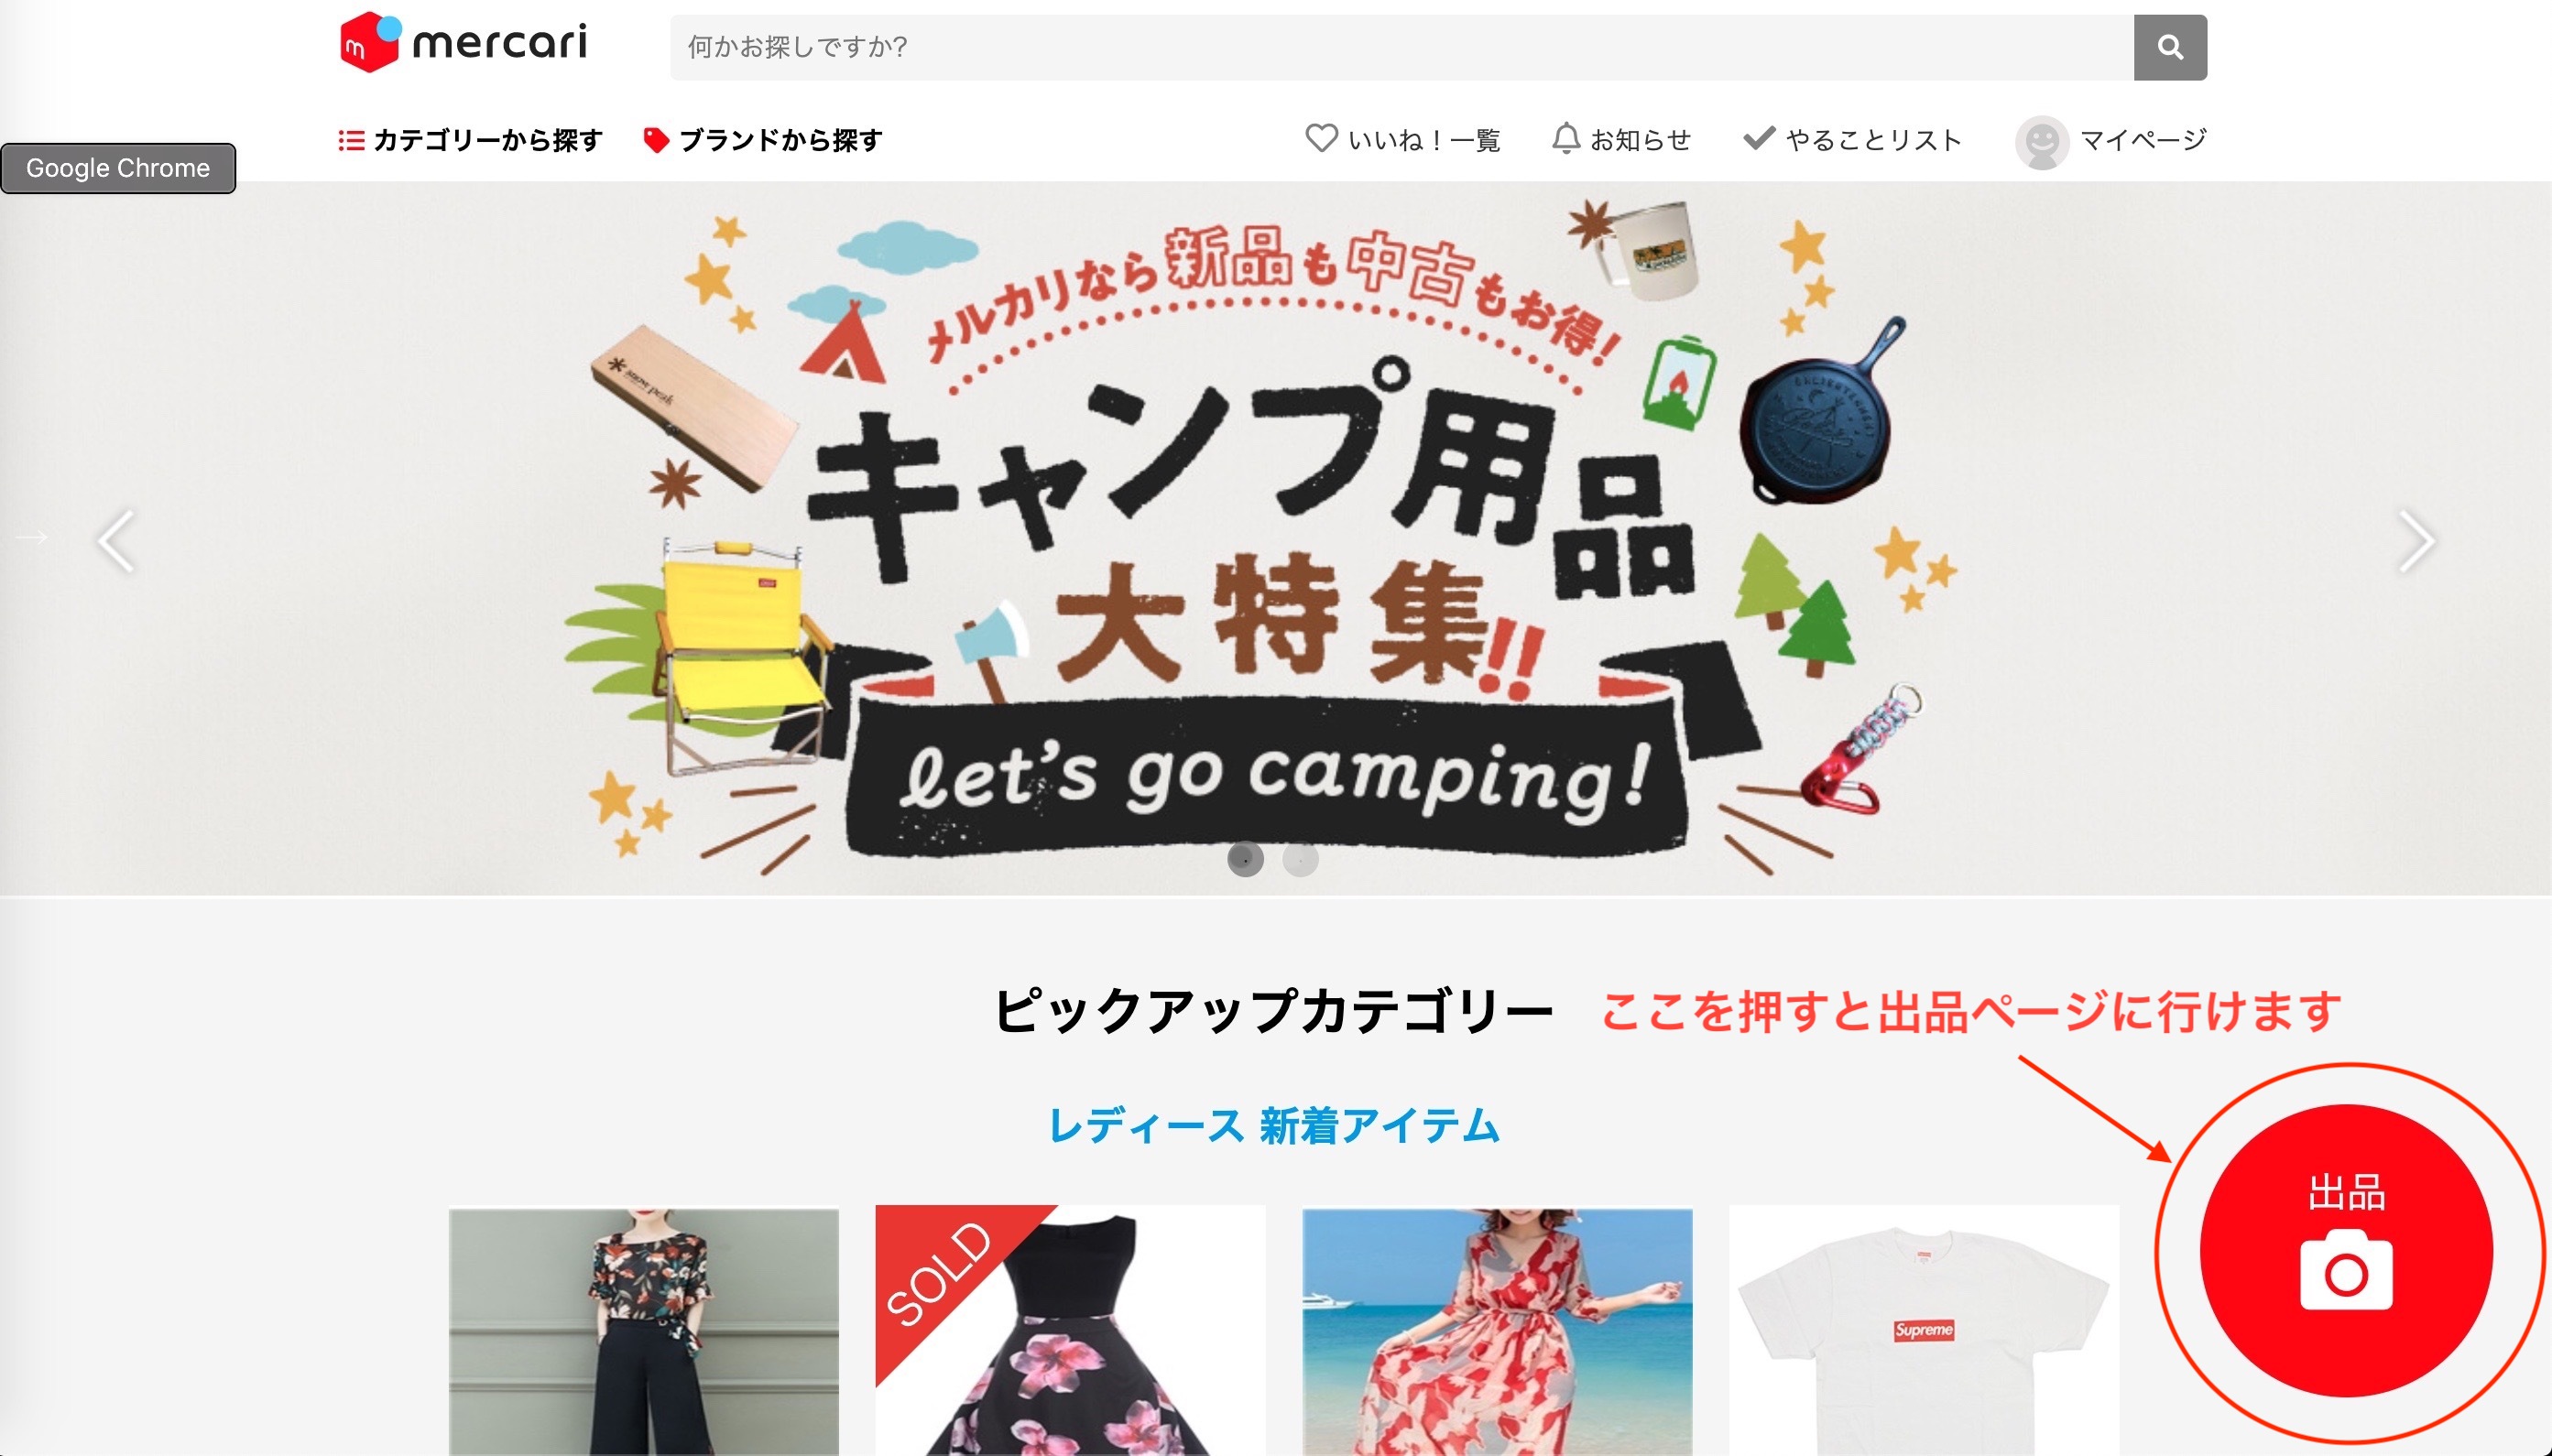 mercari
何かお探しですか?
カテゴリーから探す
ブランドから探す
いいね！一覧
お知らせ
やることリスト
マイページ
Google Chrome
メルカリなら新品も中古もお得!
snow peak
キャンプ用品
大特集!!
let's go camping!
ピックアップカテゴリー
ここを押すと出品ページに行けます
レディース 新着アイテム
出品
SOLD
Supreme